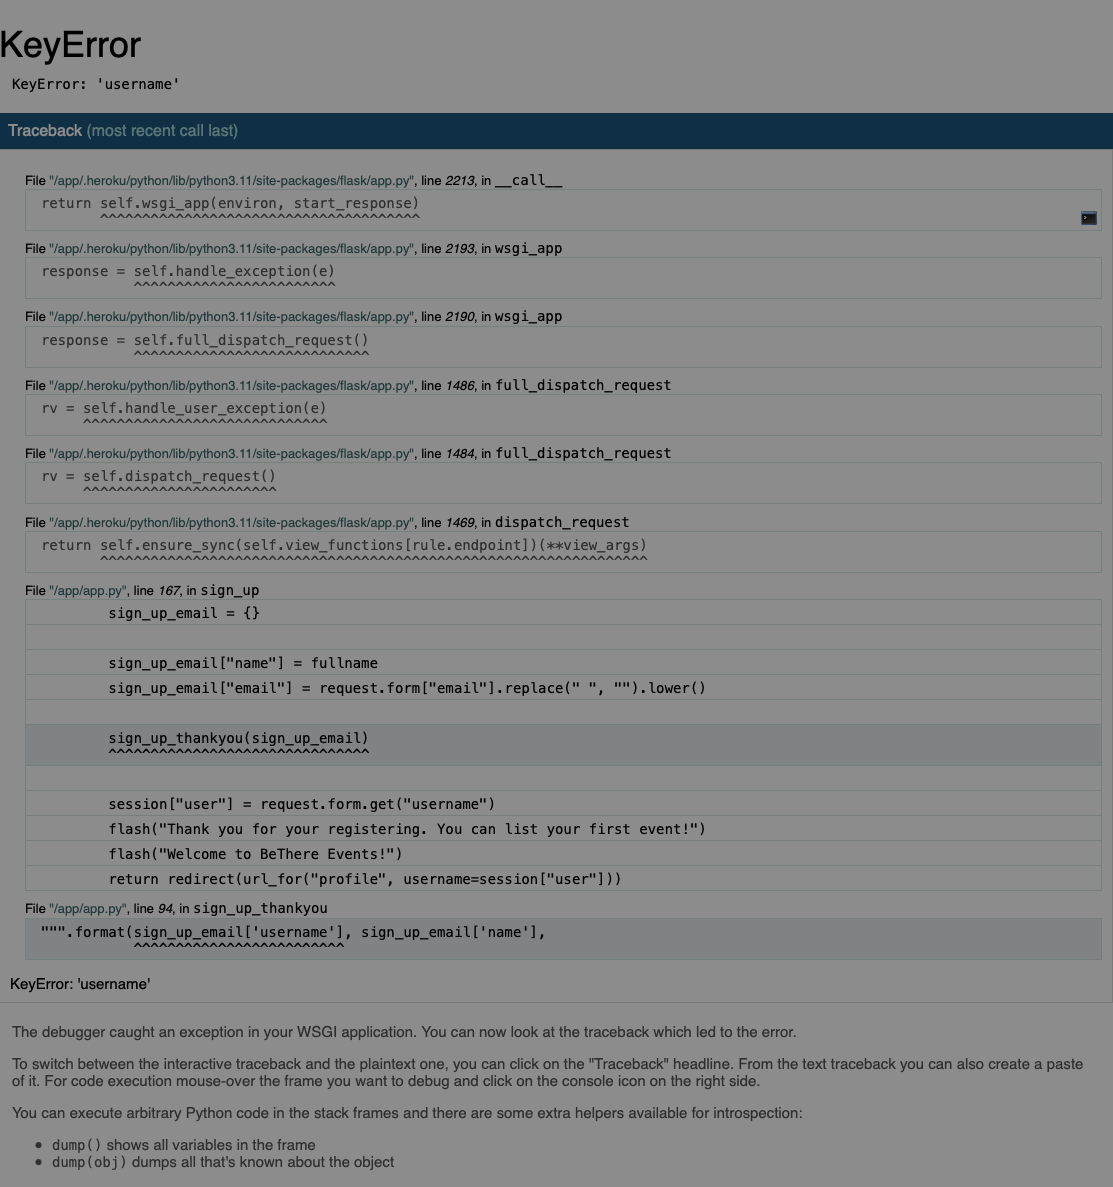 KeyError
KeyError: 'username'
Traceback (most recent call last)
File "/app/.heroku/python/lib/python3.11/site-packages/flask/app.py", line 2213, in __call__
return self.wsgi_app(environ, start_response)
^^^^^^^^^^^^^^^^^^^^^^^^^^^^^^^^^^^^^^
File "/app/.heroku/python/lib/python3.11/site-packages/flask/app.py", line 2193, in wsgi_app
response = self.handle_exception(e)
^^^^^^^^^^^^^^^^^^^^^^^^
File "/app/.heroku/python/lib/python3.11/site-packages/flask/app.py", line 2190, in wsgi_app
response = self.full_dispatch_request()
^^^^^^^^^^^^^^^^^^^^^^^^^^^^
File "/app/.heroku/python/lib/python3.11/site-packages/flask/app.py", line 1486, in full_dispatch_request
rv = self.handle_user_exception(e)
^^^^^^^^^^^^^^^^^^^^^^^^^^^^^
File "/app/.heroku/python/lib/python3.11/site-packages/flask/app.py", line 1484, in full_dispatch_request
rv = self.dispatch_request()
^^^^^^^^^^^^^^^^^^^^^^^
File "/app/.heroku/python/lib/python3.11/site-packages/flask/app.py", line 1469, in dispatch_request
return self.ensure_sync(self.view_functions[rule.endpoint])(**view_args)
^^^^^^^^^^^^^^^^^^^^^^^^^^^^^^^^^^^^^^^^^^^^^^^^^^^^^^^^^^^^^^^^^
File "/app/app.py", line 167, in sign_up
sign_up_email = {}
sign_up_email["name"] = fullname
sign_up_email["email"] = request.form["email"].replace(" ", "").lower()
sign_up_thankyou(sign_up_email)
^^^^^^^^^^^^^^^^^^^^^^^^^^^^^^^
session["user"] = request.form.get("username")
flash("Thank you for your registering. You can list your first event!")
flash("Welcome to BeThere Events!")
return redirect(url_for("profile", username=session["user"]))
File "/app/app.py", line 94, in sign_up_thankyou
""".format(sign_up_email['username'], sign_up_email['name'],
^^^^^^^^^^^^^^^^^^^^^^^^^
KeyError: 'username'
The debugger caught an exception in your WSGI application. You can now look at the traceback which led to the error.
To switch between the interactive traceback and the plaintext one, you can click on the "Traceback" headline. From the text traceback you can also create a paste
of it. For code execution mouse-over the frame you want to debug and click on the console icon on the right side.
You can execute arbitrary Python code in the stack frames and there are some extra helpers available for introspection:
• dump() shows all variables in the frame
• dump(obj) dumps all that's known about the object